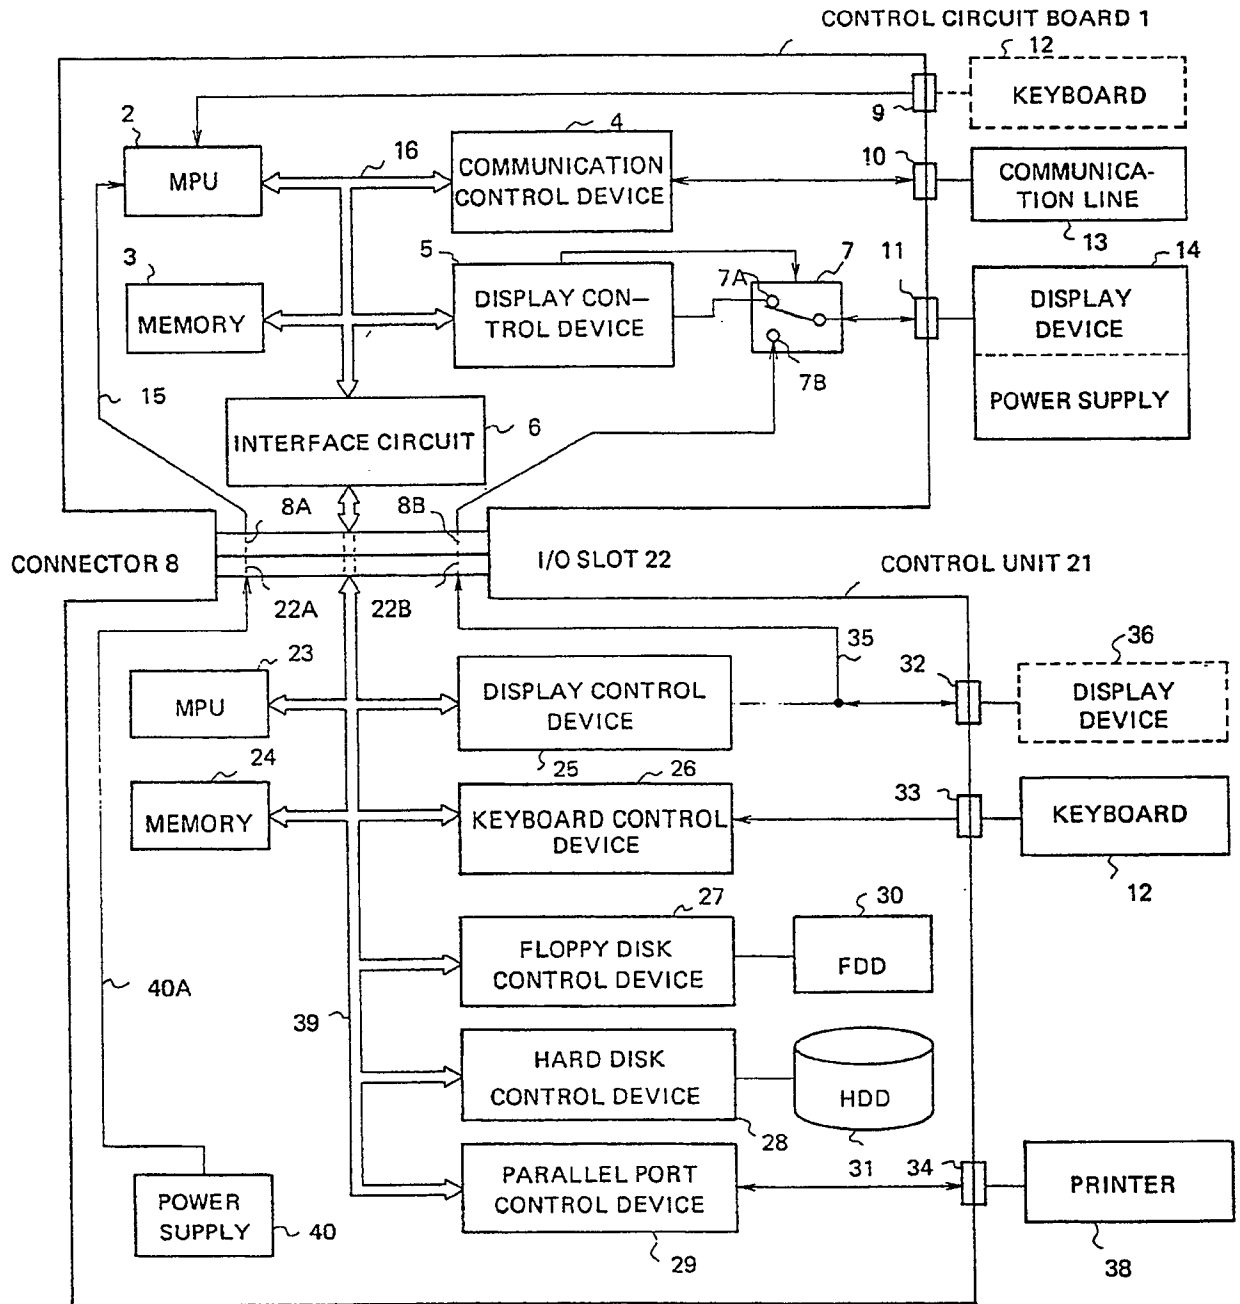 CONTROL CIRCUIT BOARD 1
12
KEYBOARD
9
2
MPU
16
4
COMMUNICATION
CONTROL DEVICE
10
COMMUNICA-
TION LINE
13
3
MEMORY
5
DISPLAY CON-
TROL DEVICE
7A
7
7B
11
14
DISPLAY
DEVICE
POWER SUPPLY
15
INTERFACE CIRCUIT
6
8A
8B
CONNECTOR 8
I/O SLOT 22
22A
22B
CONTROL UNIT 21
35
23
MPU
DISPLAY CONTROL
DEVICE
25
32
36
DISPLAY
DEVICE
24
MEMORY
26
KEYBOARD CONTROL
DEVICE
33
KEYBOARD
12
27
FLOPPY DISK
CONTROL DEVICE
30
FDD
40A
39
HARD DISK
CONTROL DEVICE
28
HDD
31
PARALLEL PORT
CONTROL DEVICE
29
34
PRINTER
38
POWER
SUPPLY
40